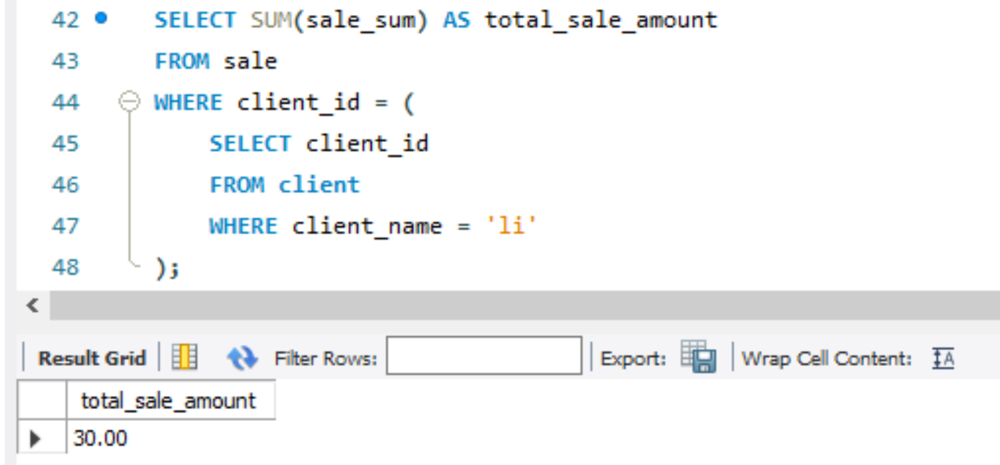 42 SELECT SUM(sale_sum) AS total_sale_amount
43 FROM sale
44 WHERE client_id = (
45 SELECT client_id
46 FROM client
47 WHERE client_name = 'li'
48 );
Result Grid Filter Rows: Export: Wrap Cell Content: IA
total_sale_amount
30.00